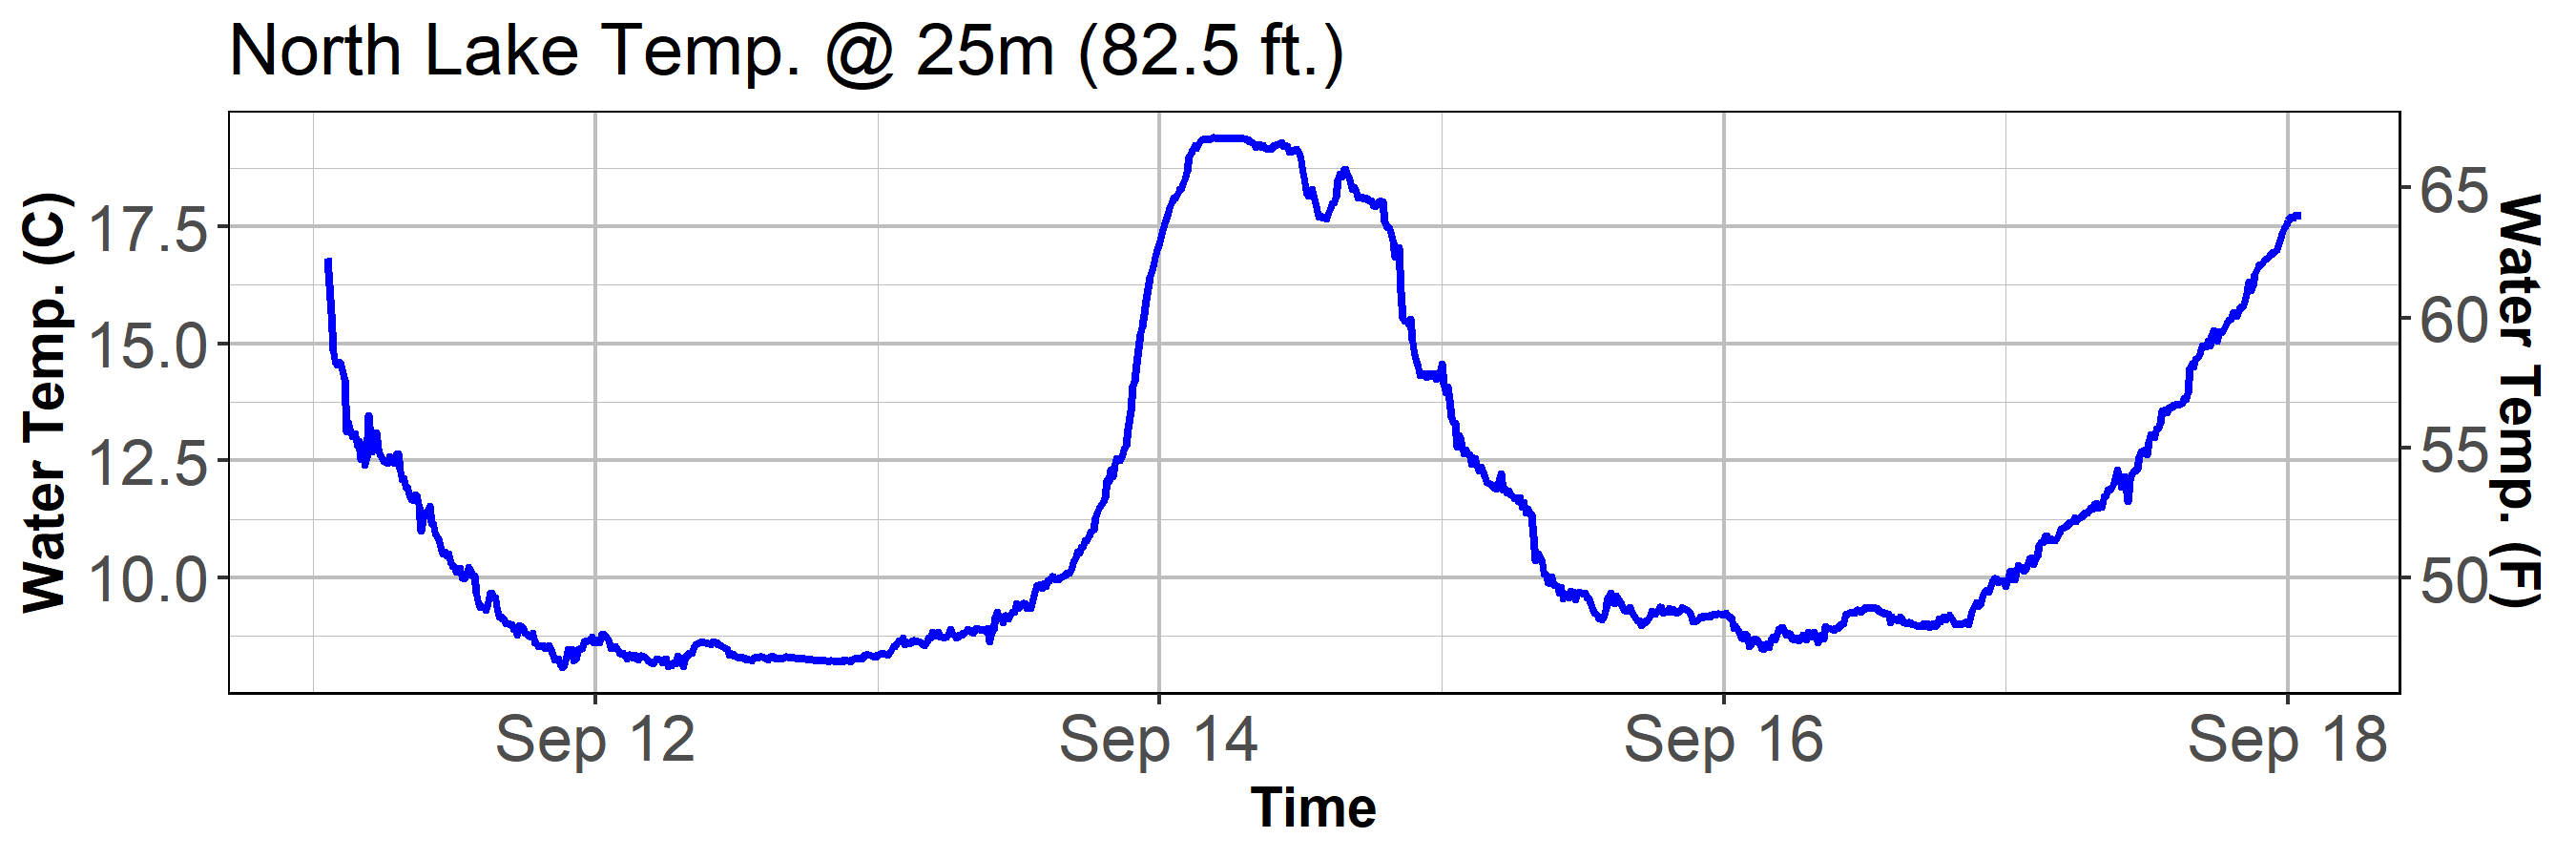 North Lake Temp. @ 25m (82.5 ft.)
Water Temp. (C)
17.5
15.0
12.5
10.0
65
60
55
50
Water Temp. (F)
Sep 12
Sep 14
Sep 16
Sep 18
Time